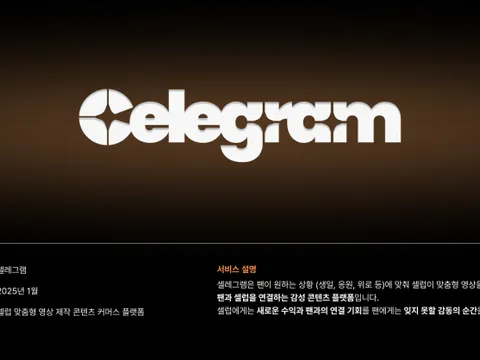 Celegram
셀레그램
2025년 1월
셀럽 맞춤형 영상 제작 콘텐츠 커머스 플랫폼
서비스 설명
셀레그램은 팬이 원하는 상황 (생일, 응원, 위로 등)에 맞춰 셀럽이 맞춤형 영상을
팬과 셀럽을 연결하는 감성 콘텐츠 플랫폼입니다.
셀럽에게는 새로운 수익과 팬과의 연결 기회를 팬에게는 잊지 못할 감동의 순간을